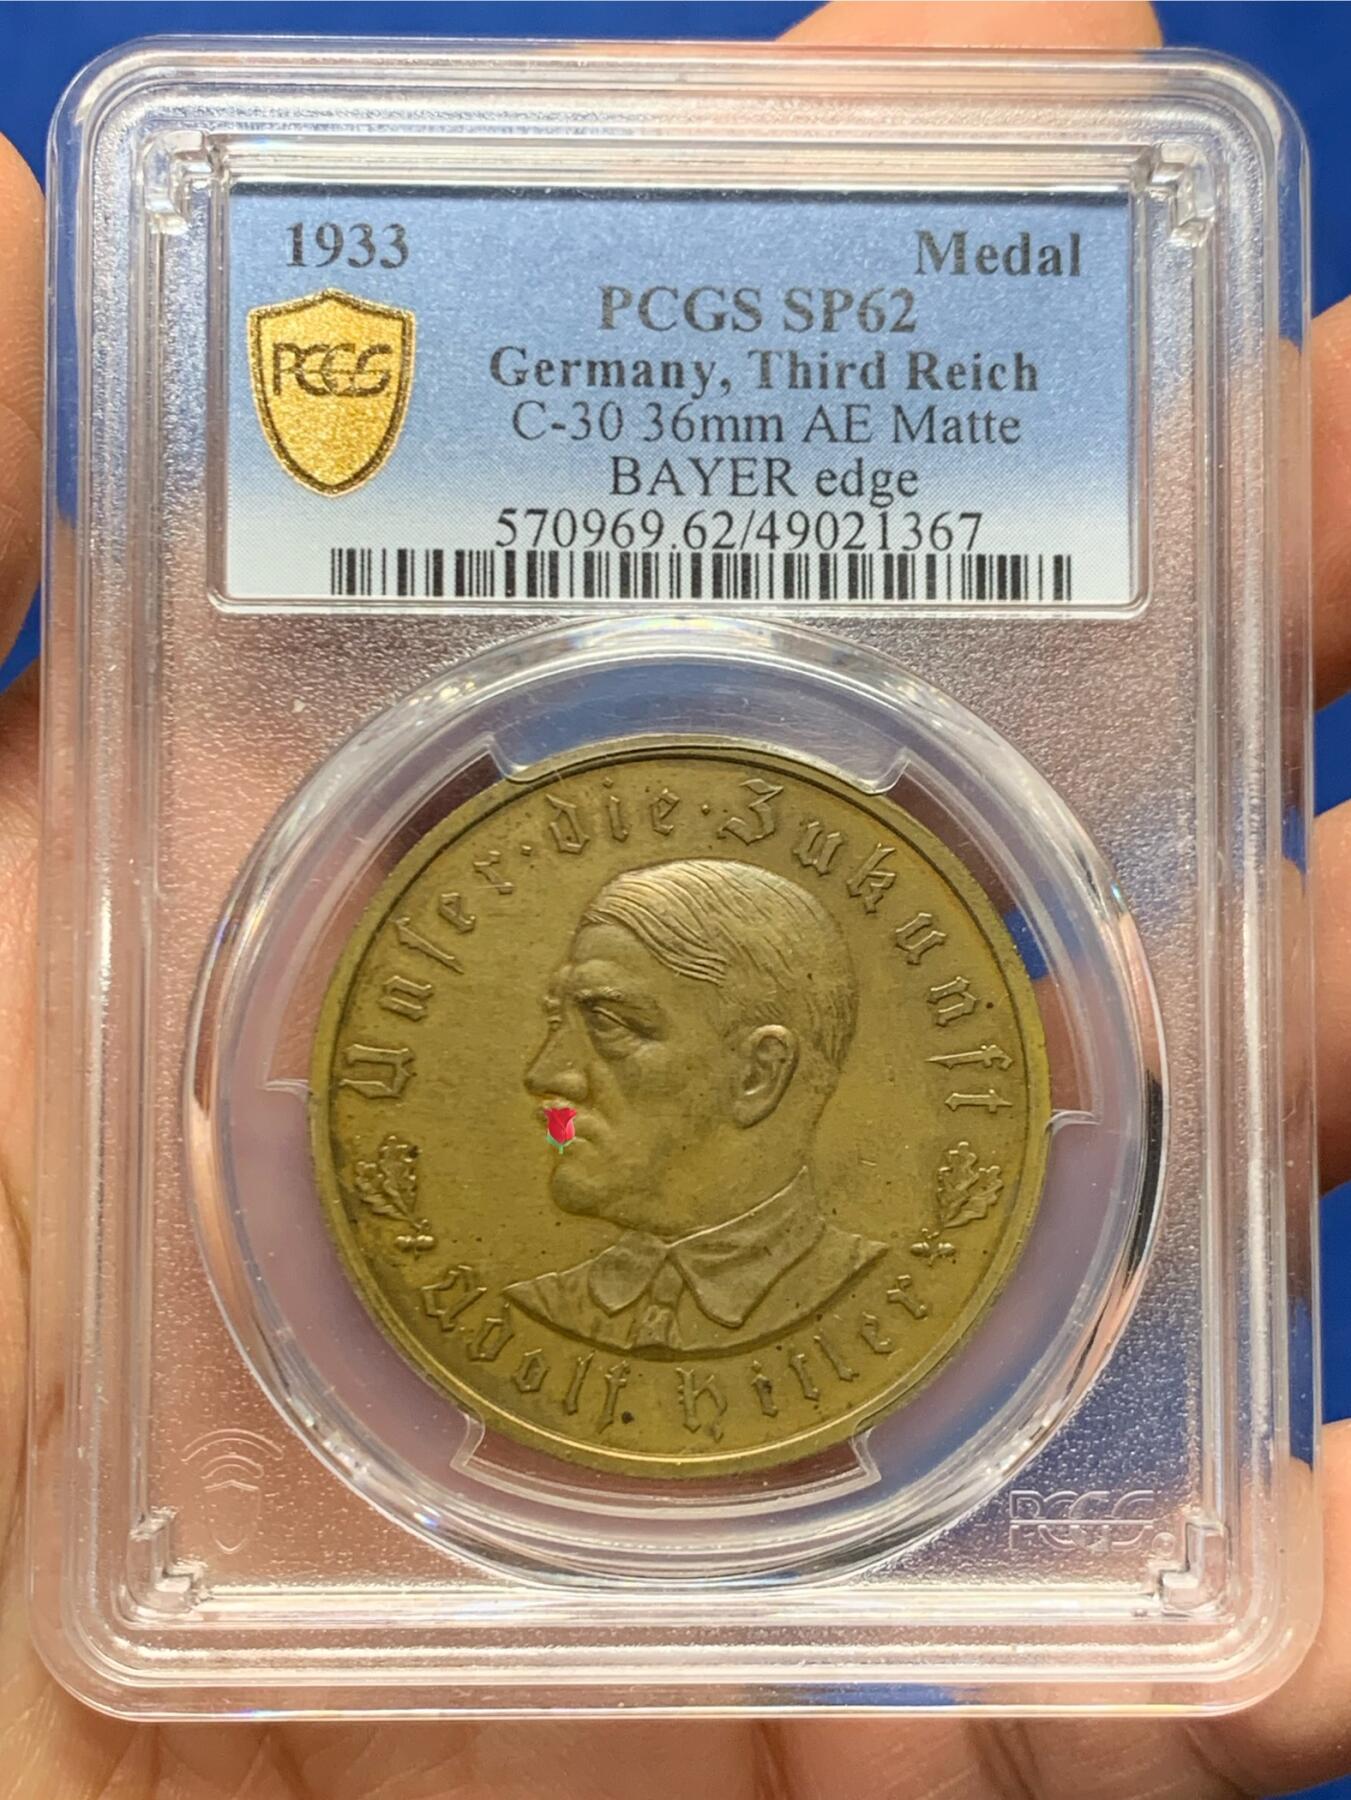 1933
Medal
PCGS
PCGS SP62
Germany, Third Reich
C-30 36mm AE Matte
BAYER edge
570969.62/49021367
Unser · die · Zukunft
Adolf Hitler
PCGS